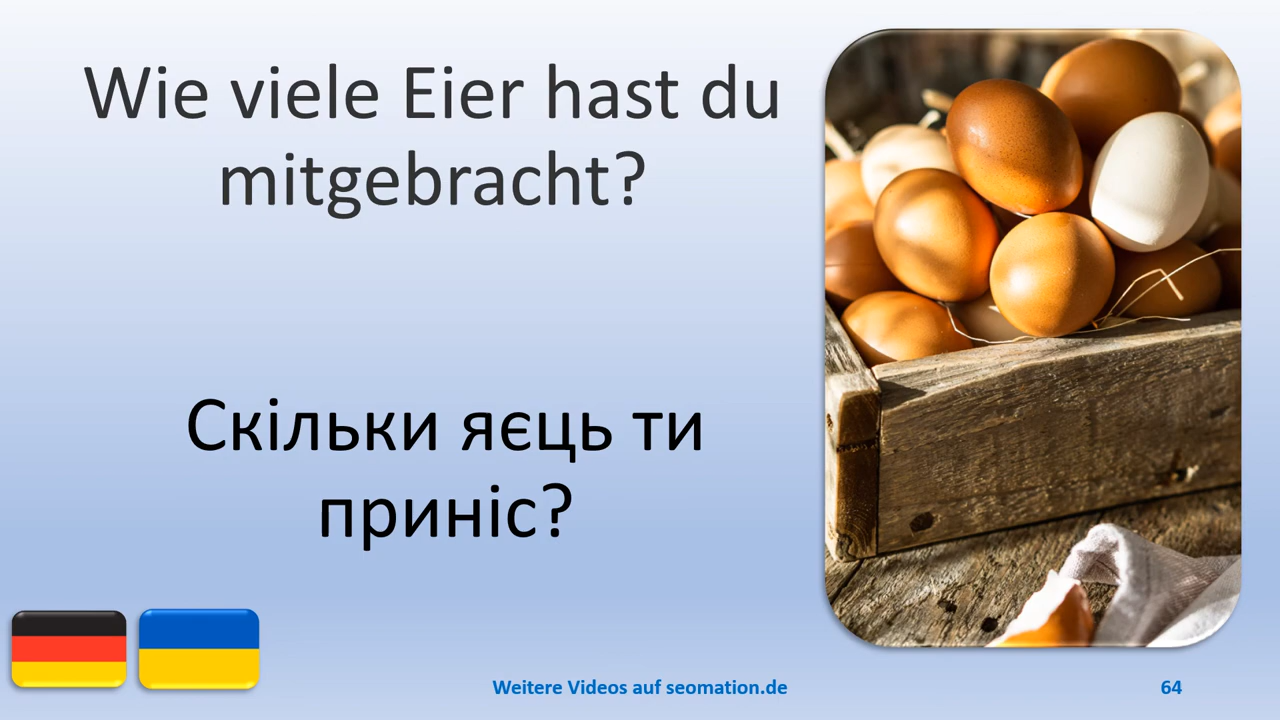 Wie viele Eier hast du
mitgebracht?
Скільки яєць ти
приніс?
Weitere Videos auf seomation.de
64